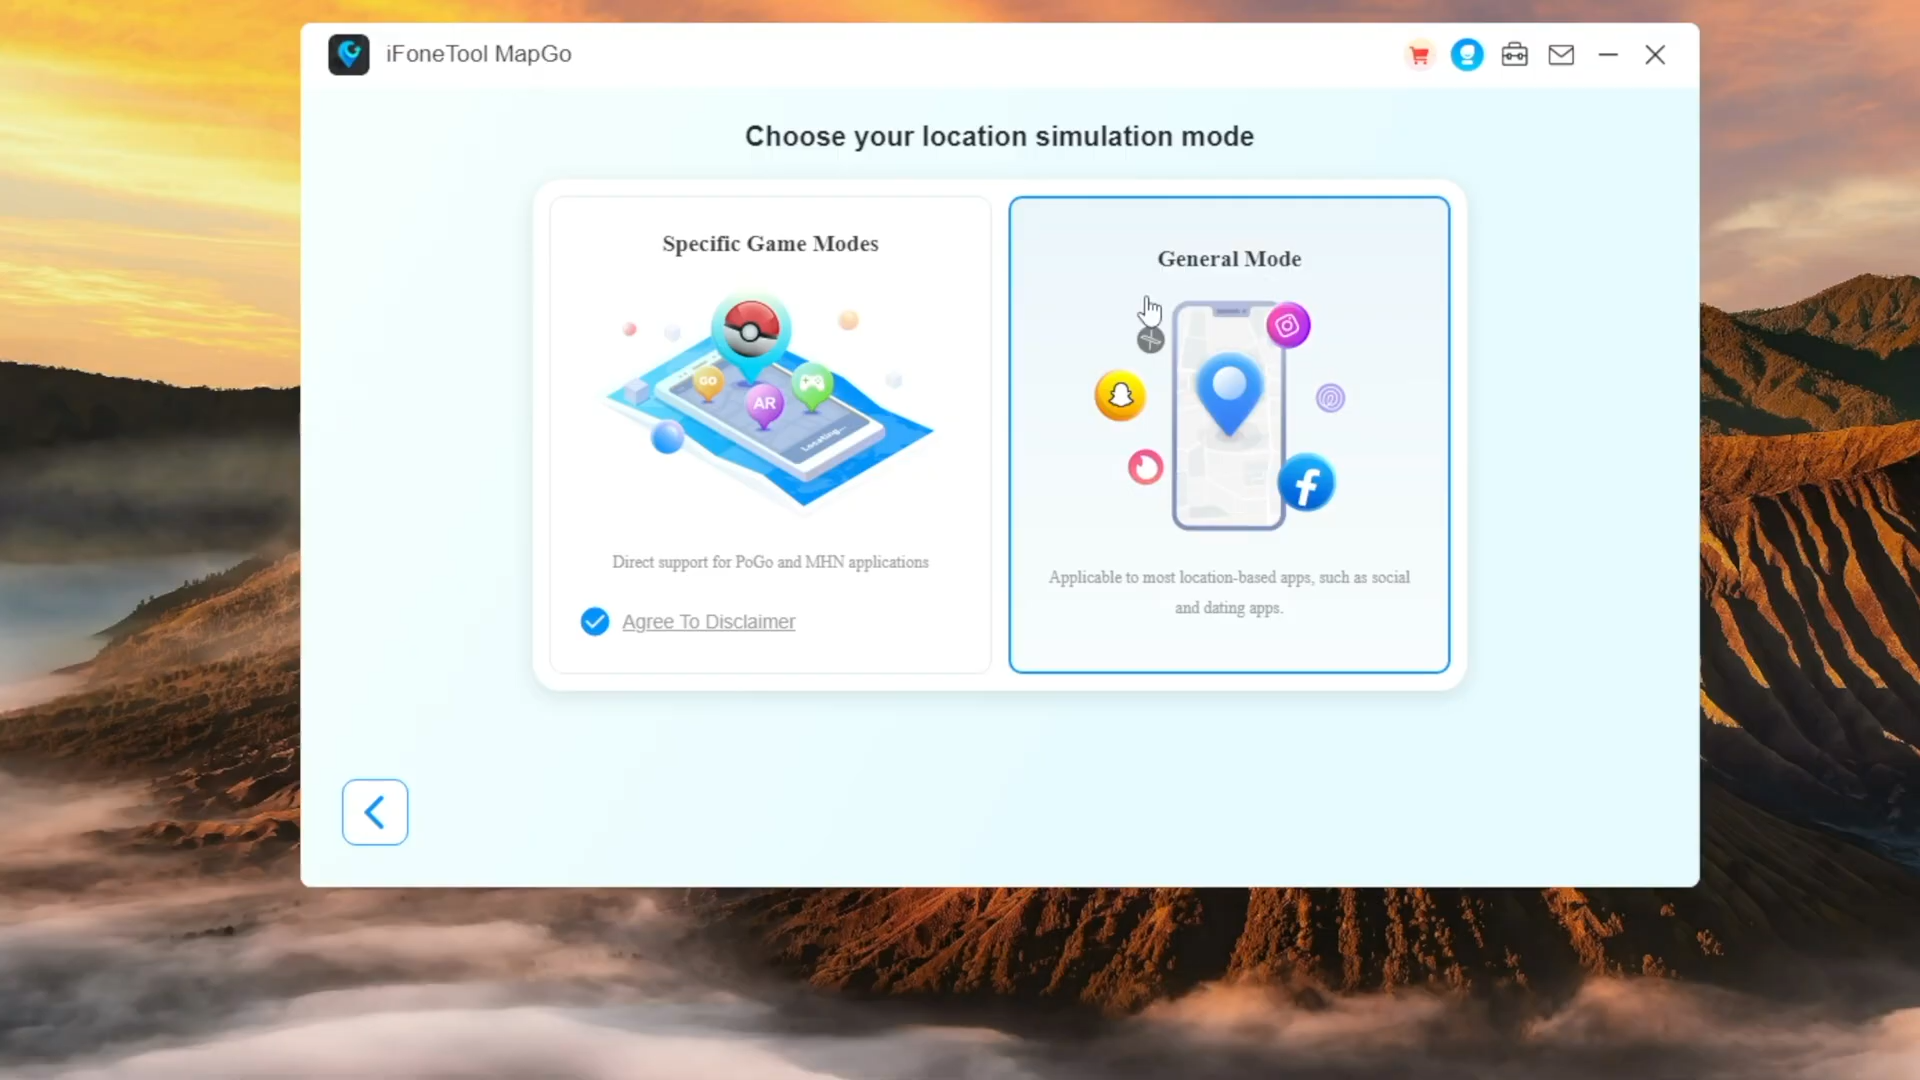 iFoneTool MapGo
Choose your location simulation mode
Specific Game Modes
GO
AR
Locating...
Direct support for PoGo and MHN applications
Agree To Disclaimer
General Mode
Applicable to most location-based apps, such as social
and dating apps.